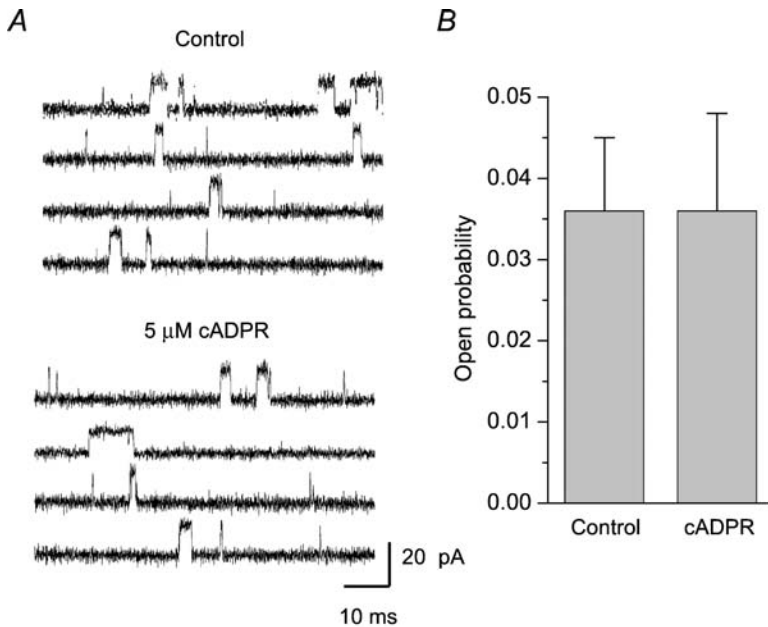 A
Control
5 μM cADPR
20 pA
10 ms
B
Open probability
0.05
0.04
0.03
0.02
0.01
0.00
Control
cADPR